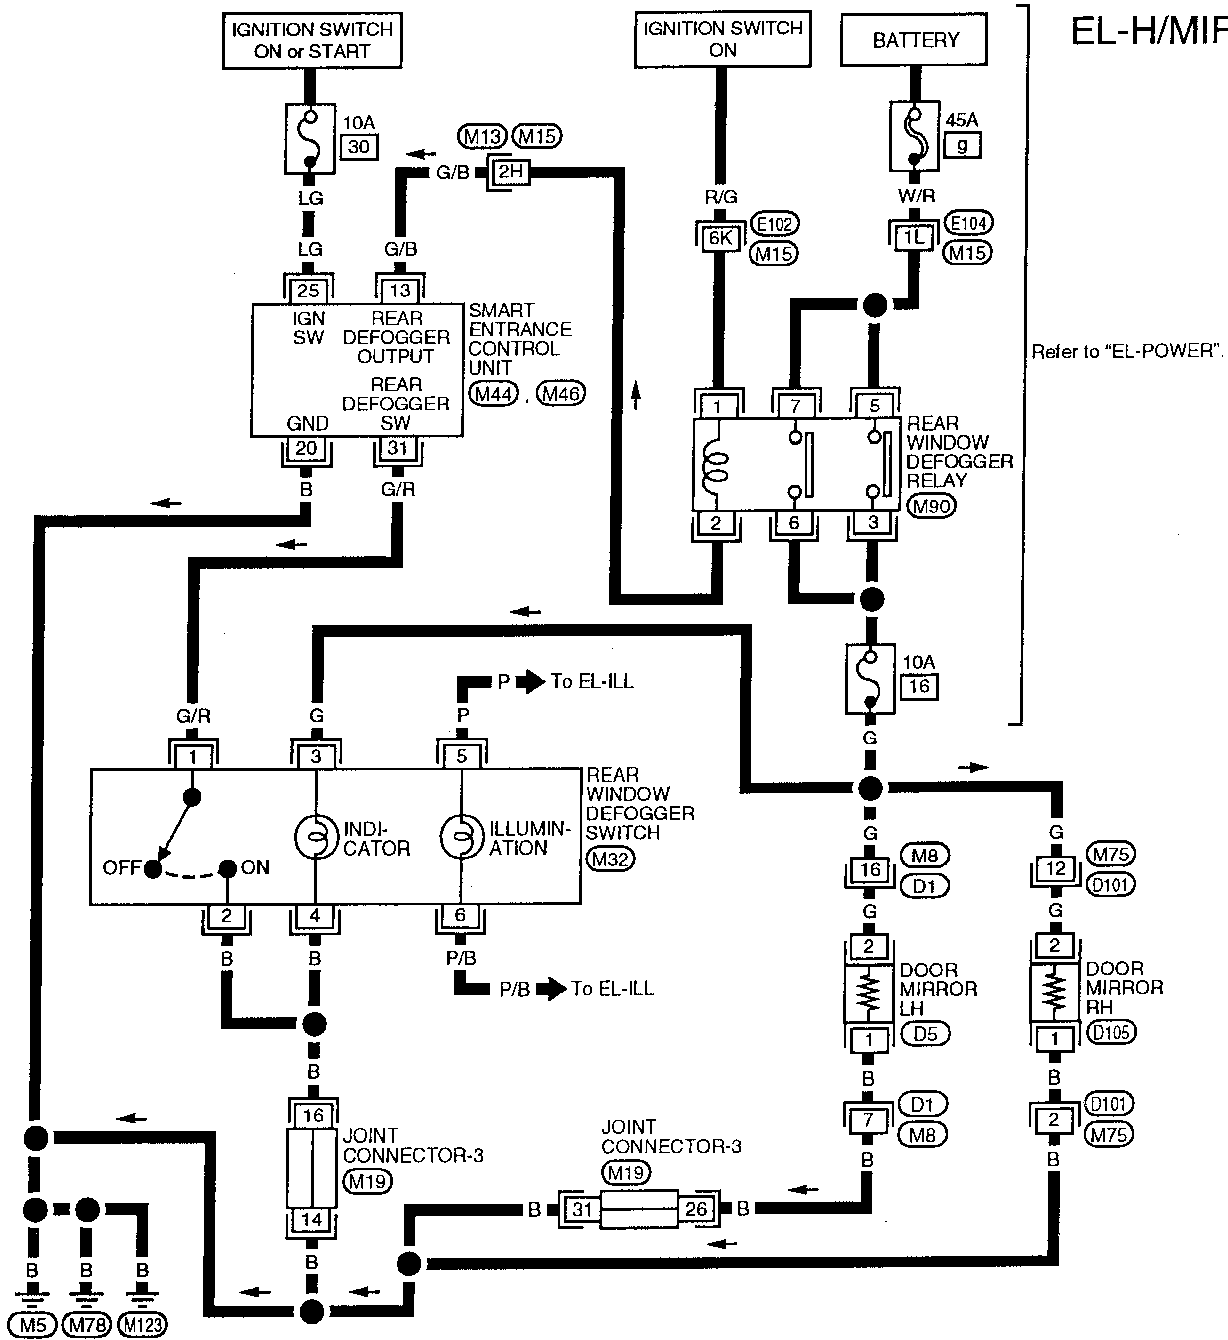 IGNITION SWITCH
ON or START
IGNITION SWITCH
ON
BATTERY
EL-H/MIF
10A
30
45A
g
M13 M15
G/B
2H
LG
LG
G/B
R/G
6K
E102
M15
W/R
1L
E104
M15
25
13
IGN
SW
REAR
DEFOGGER
OUTPUT
REAR
DEFOGGER
SW
GND
SMART
ENTRANCE
CONTROL
UNIT
M44 , M46
20
31
B
G/R
Refer to "EL-POWER".
1
7
5
REAR
WINDOW
DEFOGGER
RELAY
M90
2
6
3
10A
16
G
G/R
G
P
To EL-ILL
P
1
3
5
OFF
ON
INDI-
CATOR
ILLUMIN-
ATION
REAR
WINDOW
DEFOGGER
SWITCH
M32
2
4
6
B
B
P/B
P/B
To EL-ILL
G
16
M8
D1
G
2
DOOR
MIRROR
LH
D5
1
B
7
D1
M8
B
G
12
M75
D101
G
2
DOOR
MIRROR
RH
D105
1
B
2
D101
M75
B
B
16
JOINT
CONNECTOR-3
M19
14
B
JOINT
CONNECTOR-3
M19
B
31
26
B
B
B
B
M5
M78
M123